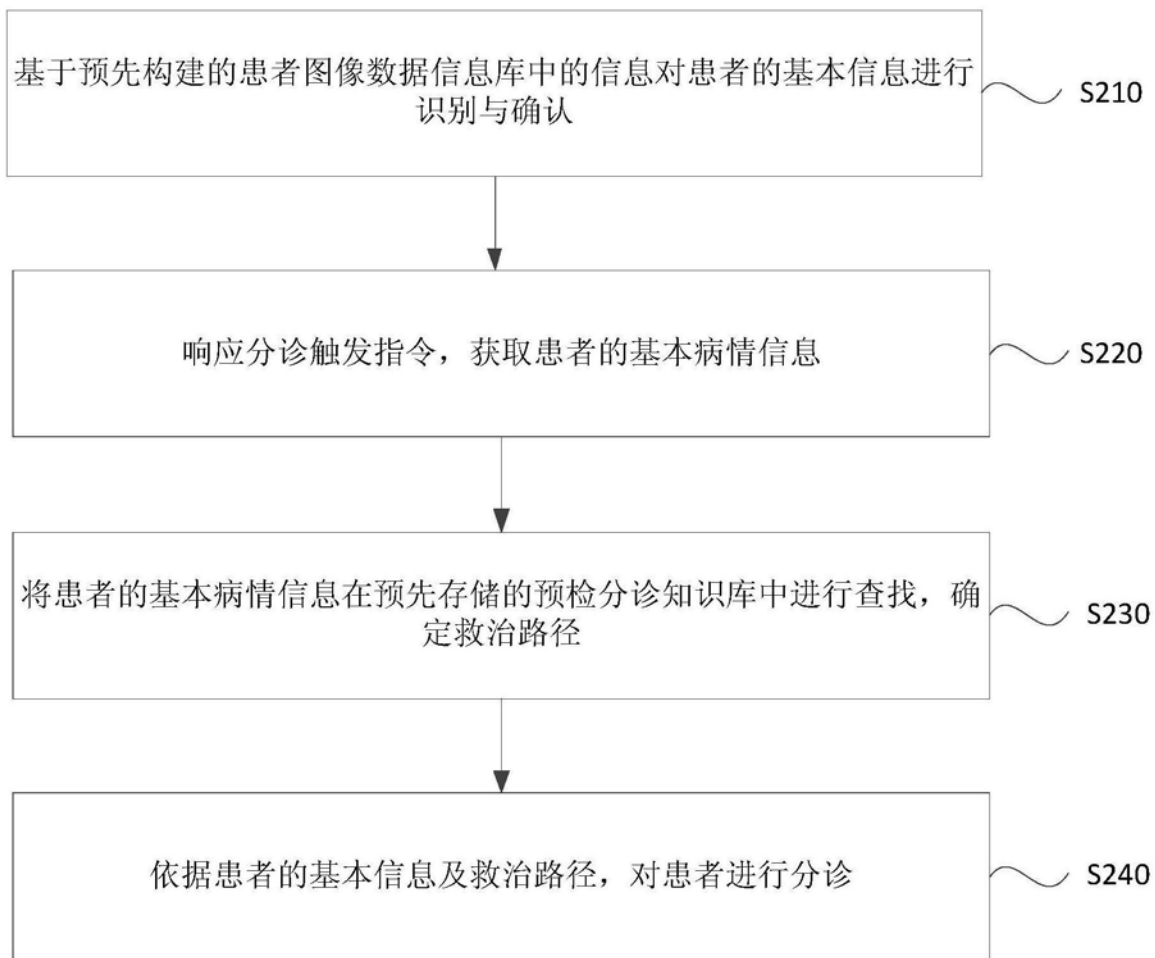 基于预先构建的患者图像数据信息库中的信息对患者的基本信息进行
识别与确认
S210
响应分诊触发指令，获取患者的基本病情信息
S220
将患者的基本病情信息在预先存储的预检分诊知识库中进行查找，确
定救治路径
S230
依据患者的基本信息及救治路径，对患者进行分诊
S240